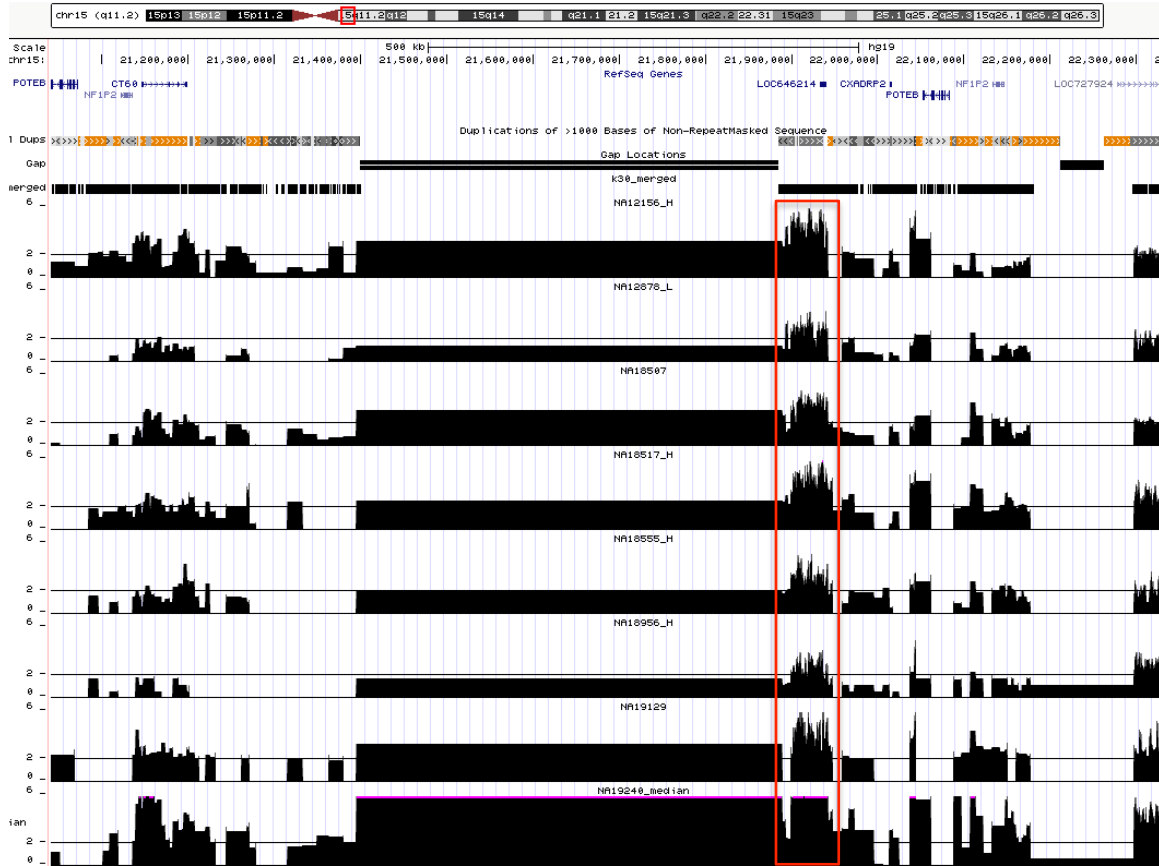 chr15 (q11.2) 15p13 15p12 15p11.2 15q11.2 q12 15q14 q21.1 21.2 15q21.3 q22.2 22.31 15q23 25.1 q25.2 q25.3 15q26.1 q26.2 q26.3
Scale 500 kb hg19
chr15: 21,200,000 21,300,000 21,400,000 21,500,000 21,600,000 21,700,000 21,800,000 21,900,000 22,000,000 22,100,000 22,200,000 22,300,000 2
RefSeq Genes
POTEB CT60 LOC646214 CXADRP2 NF1P2 LOC727924
NF1P2 POTEB
Duplications of >1000 Bases of Non-RepeatMasked Sequence
l Dups
Gap Locations
Gap
k30_merged
merged
6
NA12156_H
2
0
6
NA12878_L
2
0
6
NA18507
2
0
6
NA18517_H
2
0
6
NA18555_H
2
0
6
NA18956_H
2
0
6
NA19129
2
0
6
NA19240_median
ian
2
0